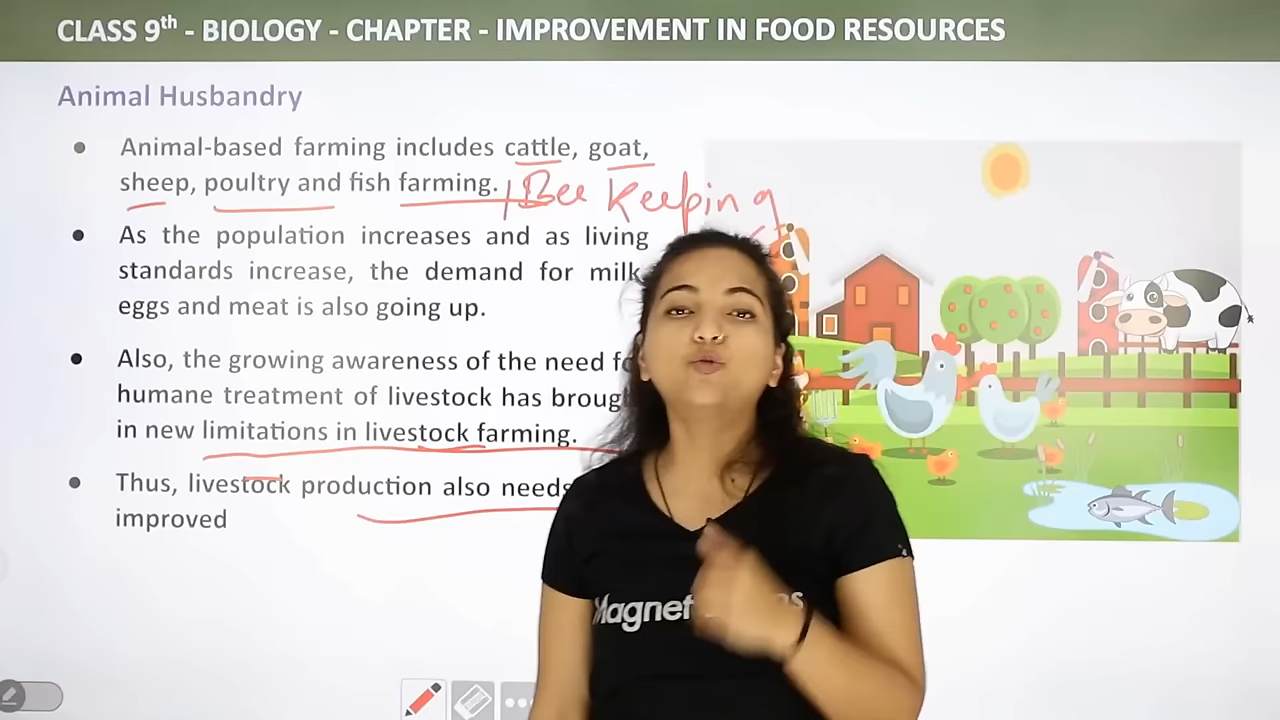 CLASS 9th - BIOLOGY - CHAPTER - IMPROVEMENT IN FOOD RESOURCES
Animal Husbandry
• Animal-based farming includes cattle, goat,
sheep, poultry and fish farming. Bee Keeping
• As the population increases and as living
standards increase, the demand for milk,
eggs and meat is also going up.
• Also, the growing awareness of the need
humane treatment of livestock has
in new limitations in livestock farming.
• Thus, livestock production also needs
improved
Magnet